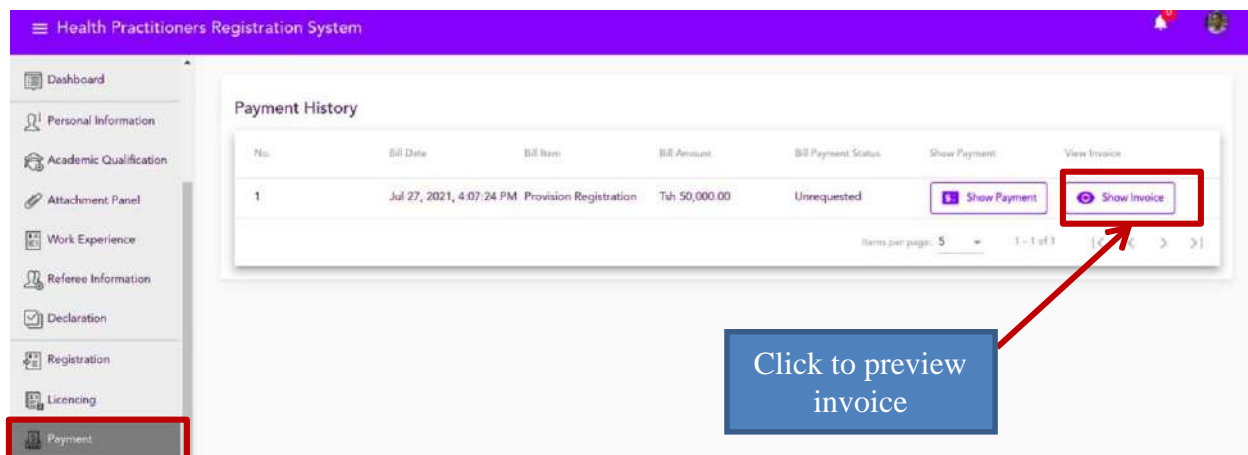 Health Practitioners Registration System
Dashboard
Personal Information
Academic Qualification
Attachment Panel
Work Experience
Referee Information
Declaration
Registration
Licencing
Payment
Payment History
No. Bill Date Bill Item Bill Amount Bill Payment Status Show Payment View Invoice
1 Jul 27, 2021, 4:07:24 PM Provision Registration Tsh 50,000.00 Unrequested Show Payment Show Invoice
Items per page: 5 1 – 1 of 1
Click to preview
invoice